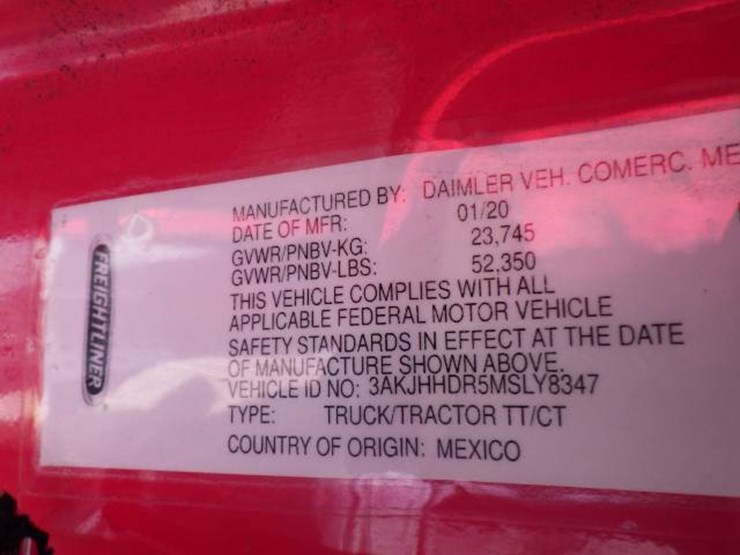 FREIGHTLINER
MANUFACTURED BY: DAIMLER VEH. COMERC. ME
DATE OF MFR: 01/20
GVWR/PNBV-KG: 23,745
GVWR/PNBV-LBS: 52,350
THIS VEHICLE COMPLIES WITH ALL
APPLICABLE FEDERAL MOTOR VEHICLE
SAFETY STANDARDS IN EFFECT AT THE DATE
OF MANUFACTURE SHOWN ABOVE.
VEHICLE ID NO: 3AKJHHDR5MSLY8347
TYPE: TRUCK/TRACTOR TT/CT
COUNTRY OF ORIGIN: MEXICO